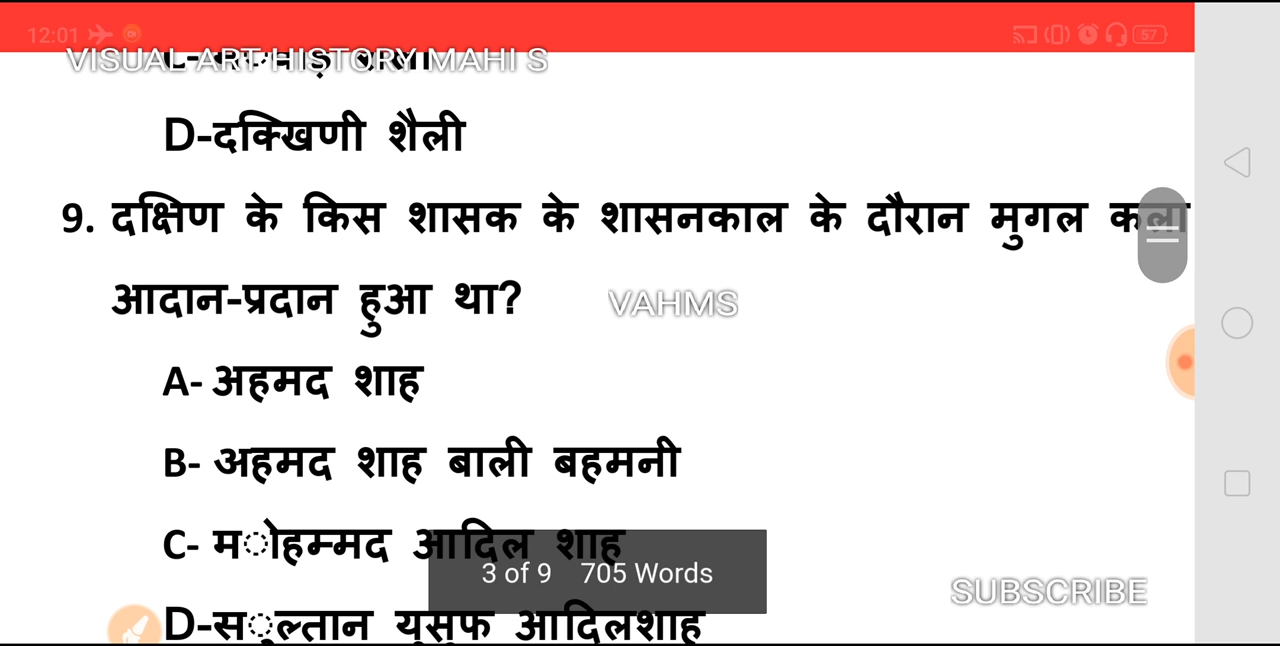 12:01
57
VISUAL ART HISTORY MAHI S
D-दक्खिणी शैली
9. दक्षिण के किस शासक के शासनकाल के दौरान मुगल कला
आदान-प्रदान हुआ था?
VAHMS
A- अहमद शाह
B- अहमद शाह बाली बहमनी
C- मोहम्मद आदिल शाह
3 of 9 705 Words
SUBSCRIBE
D-सुल्तान युसुफ आदिलशाह